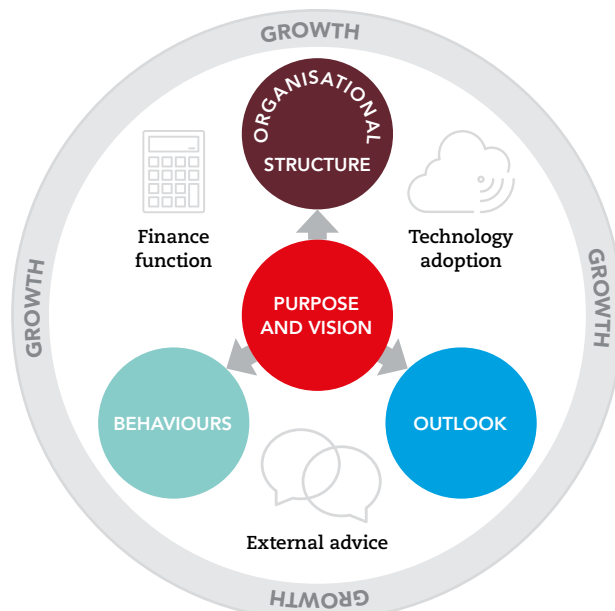 GROWTH
ORGANISATIONAL
STRUCTURE
Finance
function
Technology
adoption
GROWTH
GROWTH
PURPOSE
AND VISION
BEHAVIOURS
OUTLOOK
External advice
GROWTH